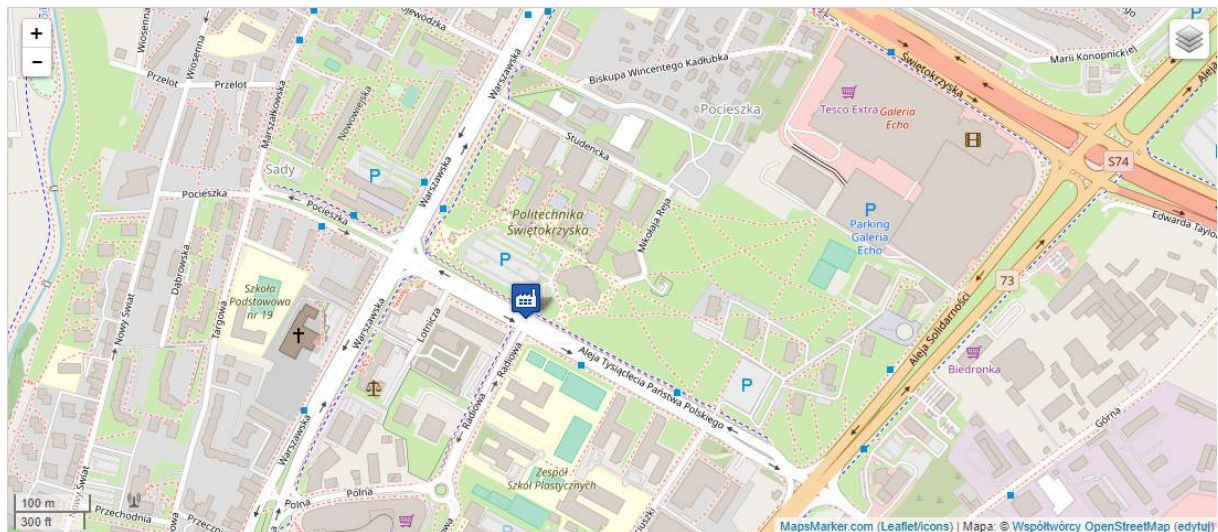 +
−
Wiosenna
Wiosenna
Przelot
Przelot
Marszałkowska
Nowowiejska
Warszawska
Warszawska
Warszawska
Sady
P
Pocieszka
Pocieszka
Biskupa Wincentego Kadłubka
Pocieszka
Studencka
Mikołaja Reja
Politechnika
Świętokrzyska
P
Tesco Extra
Galeria
Echo
P
Parking
Galeria
Echo
Świętokrzyska
Marii Konopnickiej
P
Aleja
S74
Edwarda Taylor
73
Aleja Solidarności
Biedronka
Górna
Dąbrowska
Targowa
Nowy Świat
Szkoła
Podstawowa
nr 19
Warszawska
Lotnicza
Radiowa
Radiowa
Aleja Tysiąclecia Państwa Polskiego
P
Zespół
Szkół Plastycznych
Warszawska
Polna
Polna
Nowy Świat
Przechodnia
100 m
300 ft
MapsMarker.com (Leaflet/icons) | Mapa: © Współtwórcy OpenStreetMap (edytuj)